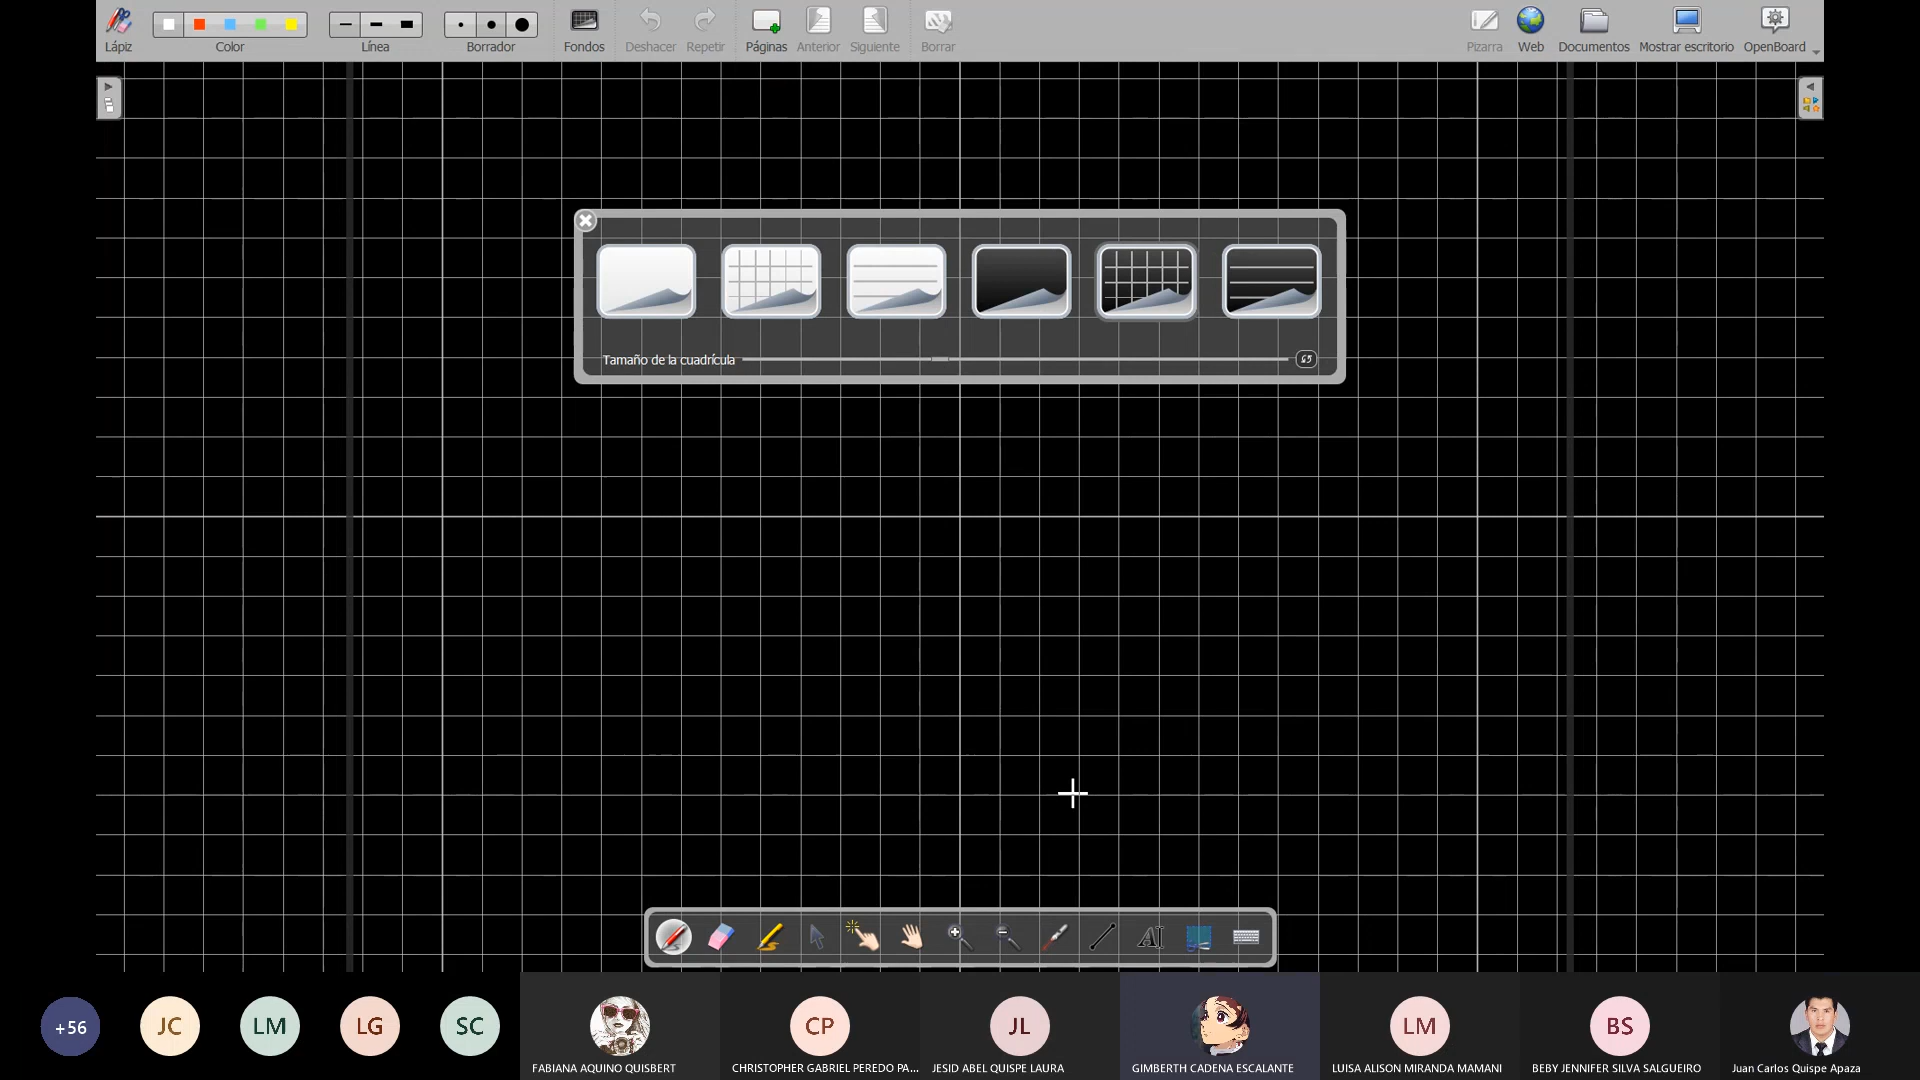 Lápiz
Color
Línea
Borrador
Fondos
Deshacer
Repetir
Páginas
Anterior
Siguiente
Borrar
Pizarra
Web
Documentos
Mostrar escritorio
OpenBoard
Tamaño de la cuadrícula
AI
+56
JC
LM
LG
SC
FABIANA AQUINO QUISBERT
CP
CHRISTOPHER GABRIEL PEREDO PA...
JL
JESID ABEL QUISPE LAURA
GIMBERTH CADENA ESCALANTE
LM
LUISA ALISON MIRANDA MAMANI
BS
BEBY JENNIFER SILVA SALGUEIRO
Juan Carlos Quispe Apaza